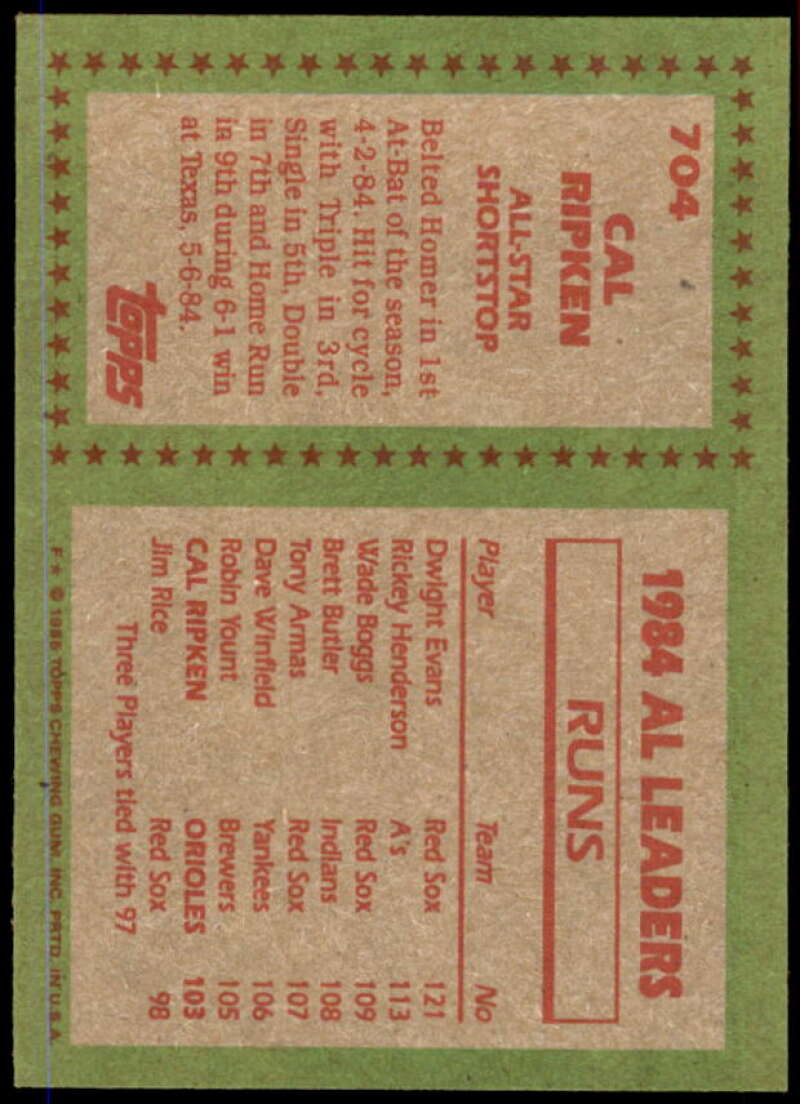 704
CAL
RIPKEN
ALL-STAR
SHORTSTOP
Belted Homer in 1st
At-Bat of the season,
4-2-84. Hit for cycle
with Triple in 3rd,
Single in 5th, Double
in 7th and Home Run
in 9th during 6-1 win
at Texas, 5-6-84.
topps
1984 AL LEADERS
RUNS
Player Team No
Dwight Evans Red Sox 121
Rickey Henderson A's 113
Wade Boggs Red Sox 109
Brett Butler Indians 108
Tony Armas Red Sox 107
Dave Winfield Yankees 106
Robin Yount Brewers 105
CAL RIPKEN ORIOLES 103
Jim Rice Red Sox 98
Three Players tied with 97
F★ © 1985 TOPPS CHEWING GUM, INC. PRTD. IN U.S.A.